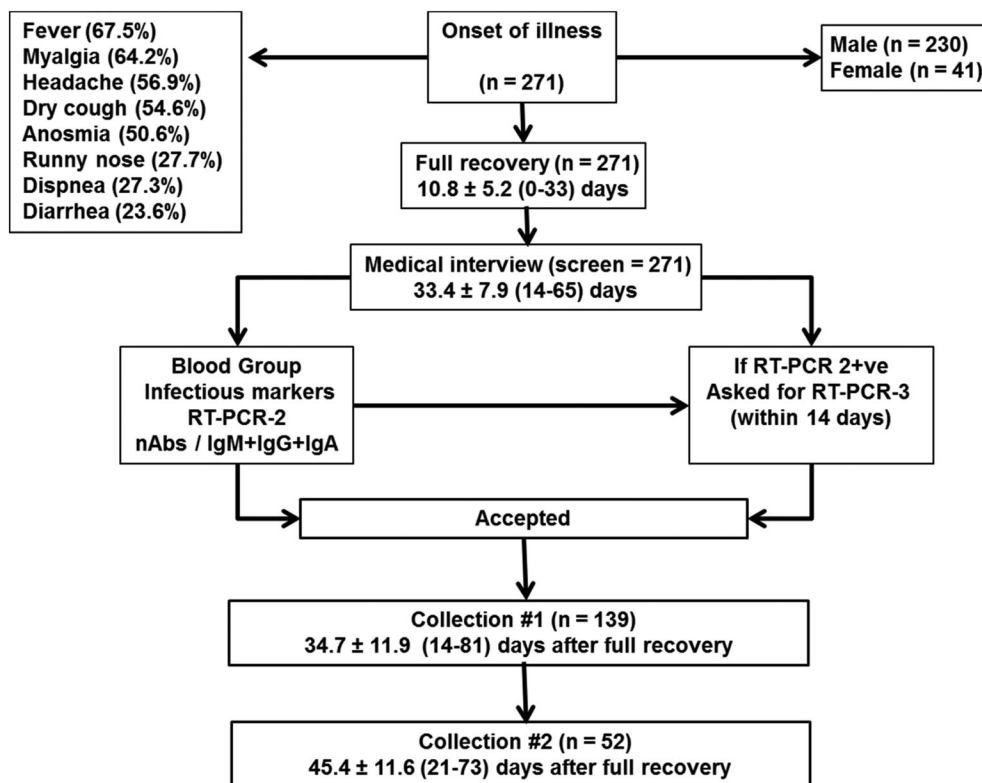 Fever (67.5%)
Myalgia (64.2%)
Headache (56.9%)
Dry cough (54.6%)
Anosmia (50.6%)
Runny nose (27.7%)
Dispnea (27.3%)
Diarrhea (23.6%)
Onset of illness
(n = 271)
Male (n = 230)
Female (n = 41)
Full recovery (n = 271)
10.8 ± 5.2 (0-33) days
Medical interview (screen = 271)
33.4 ± 7.9 (14-65) days
Blood Group
Infectious markers
RT-PCR-2
nAbs / IgM+IgG+IgA
If RT-PCR 2+ve
Asked for RT-PCR-3
(within 14 days)
Accepted
Collection #1 (n = 139)
34.7 ± 11.9 (14-81) days after full recovery
Collection #2 (n = 52)
45.4 ± 11.6 (21-73) days after full recovery